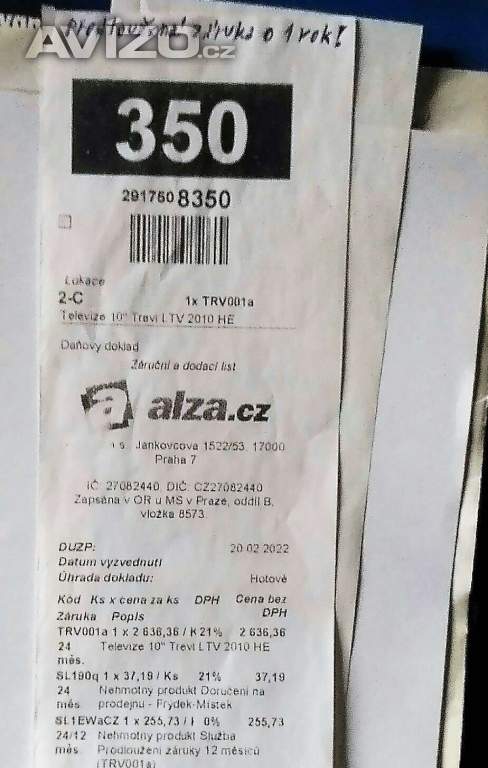 Prodloužená záruka o 1 rok!
AVIZO.cz
350
2917508350
Lokace
2-C 1x TRV001a
Televize 10" Trevi LTV 2010 HE
Daňový doklad
Záruční a dodací list
alza.cz
s. Jankovcova 1522/53, 17000
Praha 7
IČ: 27082440, DIČ: CZ27082440
Zapsána v OR u MS v Praze, oddíl B,
vložka 8573.
DUZP: 20.02.2022
Datum vyzvednutí
Úhrada dokladu: Hotově
Kód Ks x cena za ks DPH Cena bez
DPH
Záruka Popis
TRV001a 1 x 2 636,36 / K 21% 2 636,36
24 Televize 10" Trevi LTV 2010 HE
měs.
SL190q 1 x 37,19 / Ks 21% 37,19
24 Nehmotný produkt Doručení na
měs. prodejnu - Frýdek-Místek
SL1EWaCZ 1 x 255,73 / 0% 255,73
24/12 Nehmotný produkt Služba
měs. Prodloužení záruky 12 měsíců
(TRV001a)